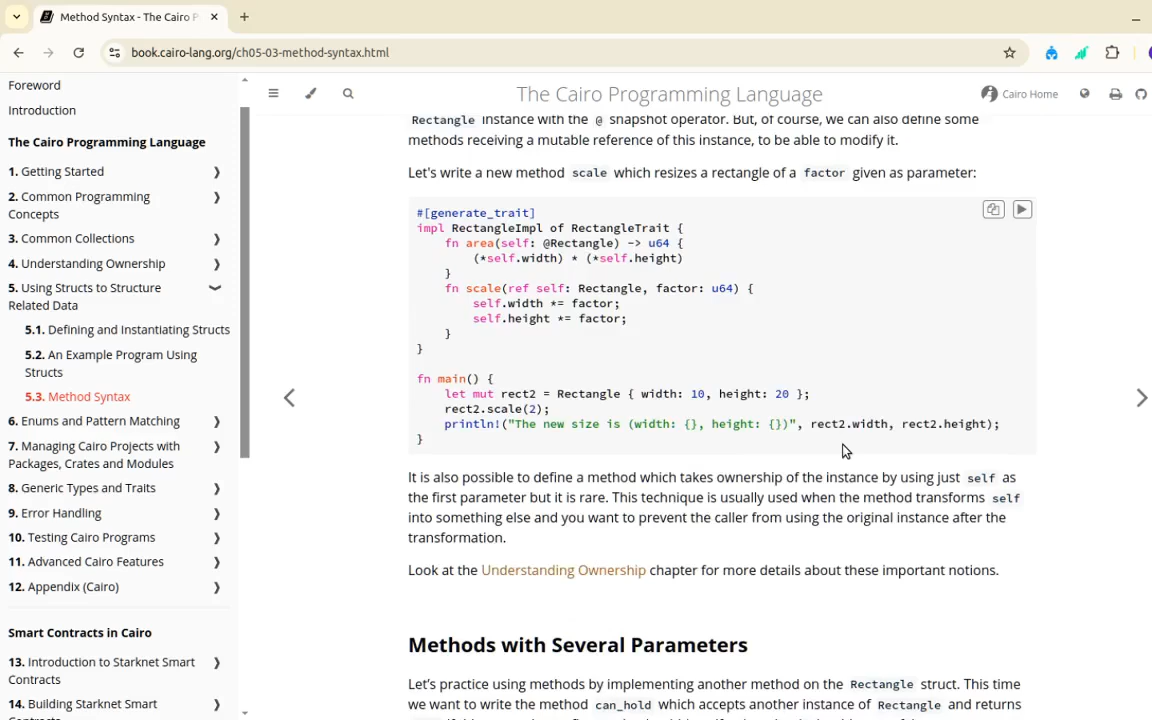 Method Syntax - The Cairo P
book.cairo-lang.org/ch05-03-method-syntax.html
Foreword
Introduction
The Cairo Programming Language
1. Getting Started
2. Common Programming
Concepts
3. Common Collections
4. Understanding Ownership
5. Using Structs to Structure
Related Data
5.1. Defining and Instantiating Structs
5.2. An Example Program Using
Structs
5.3. Method Syntax
6. Enums and Pattern Matching
7. Managing Cairo Projects with
Packages, Crates and Modules
8. Generic Types and Traits
9. Error Handling
10. Testing Cairo Programs
11. Advanced Cairo Features
12. Appendix (Cairo)
Smart Contracts in Cairo
13. Introduction to Starknet Smart
Contracts
14. Building Starknet Smart
The Cairo Programming Language
Cairo Home
Rectangle instance with the @ snapshot operator. But, of course, we can also define some
methods receiving a mutable reference of this instance, to be able to modify it.
Let's write a new method scale which resizes a rectangle of a factor given as parameter:
#[generate_trait]
impl RectangleImpl of RectangleTrait {
fn area(self: @Rectangle) -> u64 {
(*self.width) * (*self.height)
}
fn scale(ref self: Rectangle, factor: u64) {
self.width *= factor;
self.height *= factor;
}
}
fn main() {
let mut rect2 = Rectangle { width: 10, height: 20 };
rect2.scale(2);
println!("The new size is (width: {}, height: {})", rect2.width, rect2.height);
}
It is also possible to define a method which takes ownership of the instance by using just self as
the first parameter but it is rare. This technique is usually used when the method transforms self
into something else and you want to prevent the caller from using the original instance after the
transformation.
Look at the Understanding Ownership chapter for more details about these important notions.
Methods with Several Parameters
Let's practice using methods by implementing another method on the Rectangle struct. This time
we want to write the method can_hold which accepts another instance of Rectangle and returns